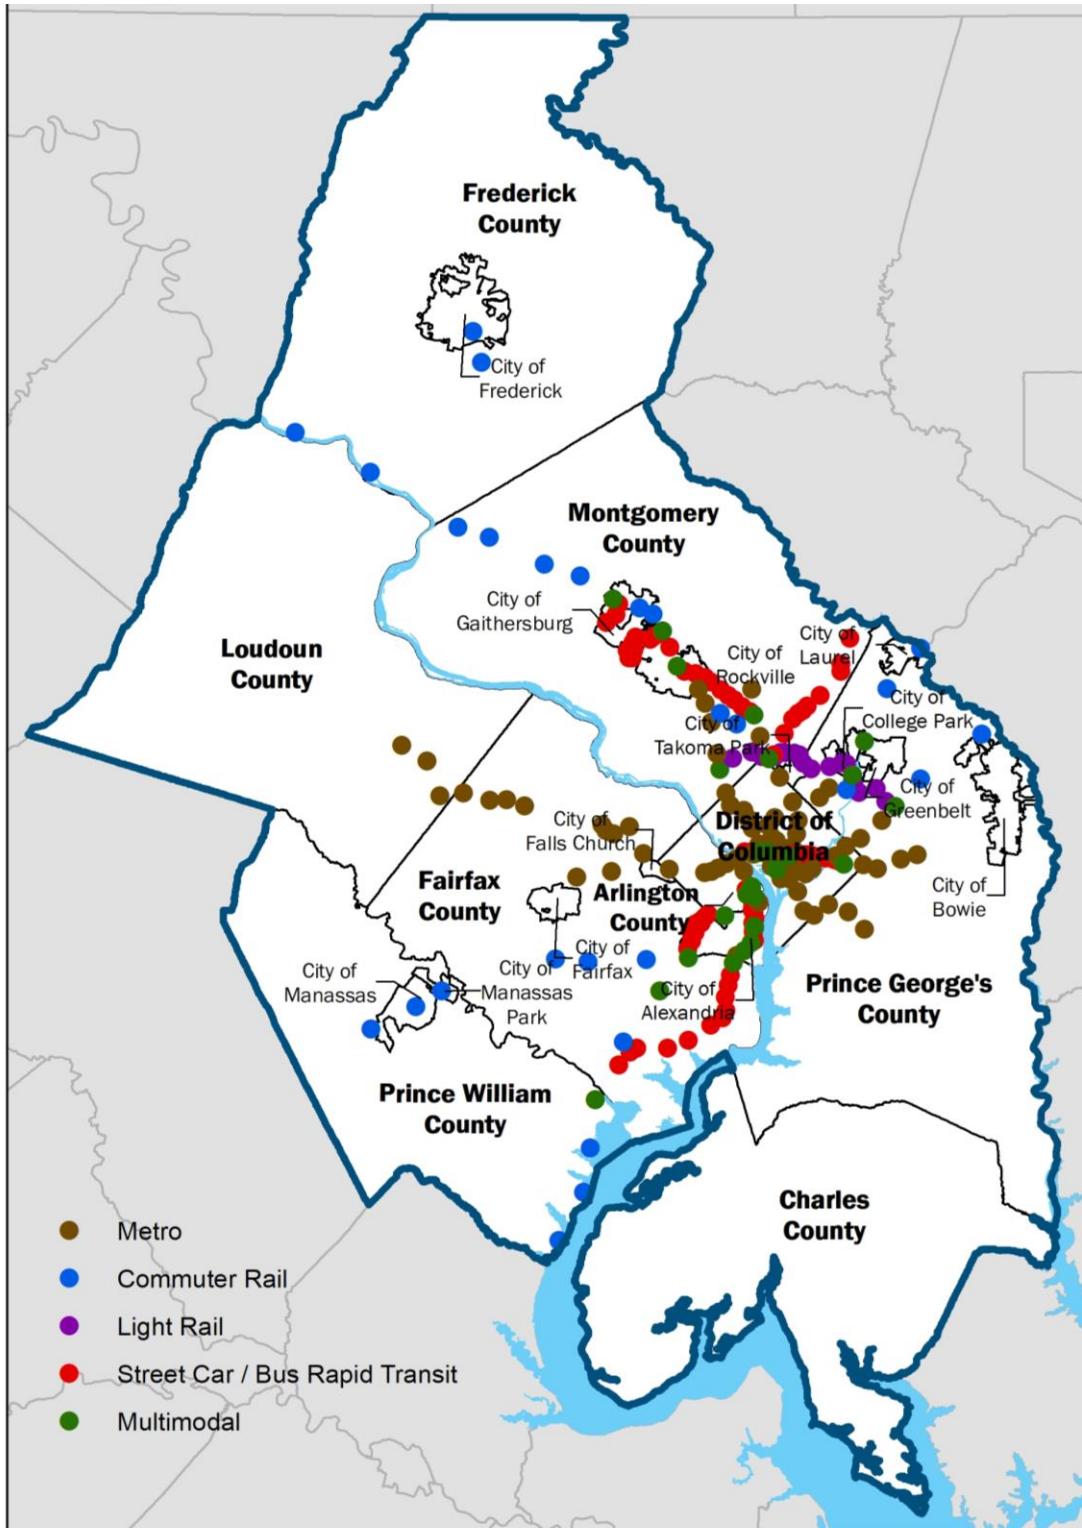 Frederick
County
City of
Frederick
Montgomery
County
City of
Gaithersburg
City of
Laurel
City of
Rockville
Loudoun
County
City of
College Park
City of
Takoma Park
City of
Greenbelt
City of
Falls Church
District of
Columbia
Fairfax
County
Arlington
County
City of
Bowie
City of
Fairfax
City of
Manassas
City of
Manassas
Park
City of
Alexandria
Prince George's
County
Prince William
County
Charles
County
Metro
Commuter Rail
Light Rail
Street Car / Bus Rapid Transit
Multimodal